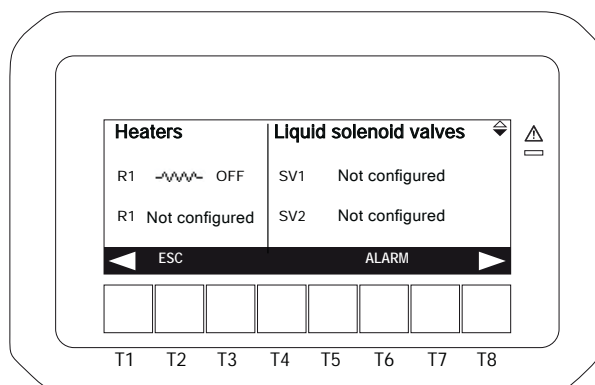 Heaters Liquid solenoid valves
R1 OFF SV1 Not configured
R1 Not configured SV2 Not configured
ESC ALARM
T1 T2 T3 T4 T5 T6 T7 T8